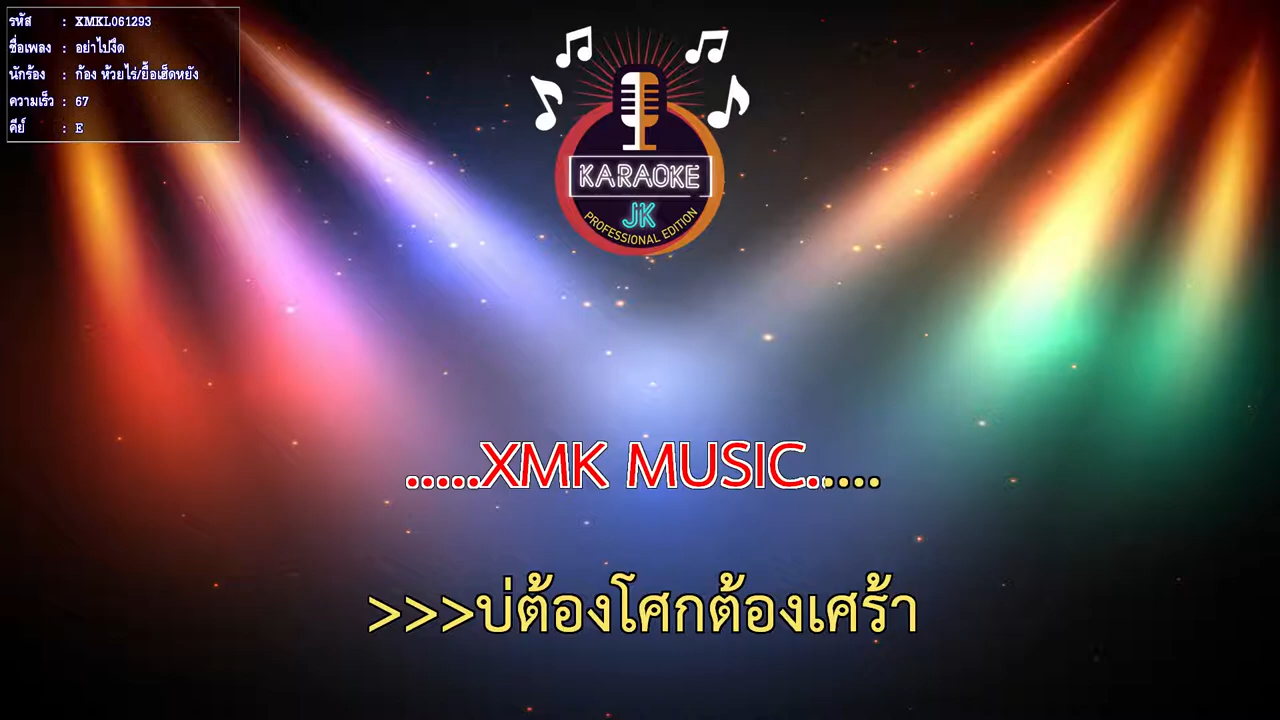 รหัส : XMKL061293
ชื่อเพลง : อย่าไปงึด
นักร้อง : ก้อง ห้วยไร่/ยื้อเฮ็ดหยัง
ความเร็ว : 67
คีย์ : E
KARAOKE
JK
PROFESSIONAL EDITION
.....XMK MUSIC.....
>>>บ่ต้องโศกต้องเศร้า